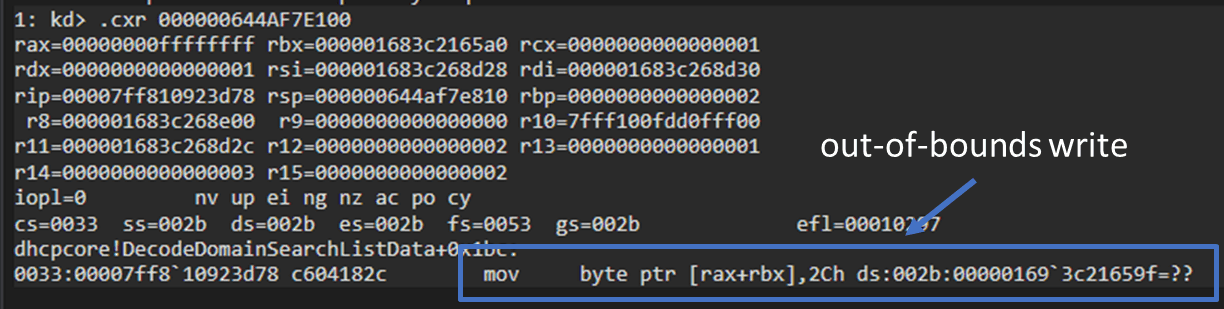 1: kd> .cxr 000000644AF7E100
rax=00000000ffffffff rbx=000001683c2165a0 rcx=0000000000000001
rdx=0000000000000001 rsi=000001683c268d28 rdi=000001683c268d30
rip=00007ff810923d78 rsp=000000644af7e810 rbp=0000000000000002
r8=000001683c268e00 r9=0000000000000000 r10=7fff100fdd0fff00
r11=000001683c268d2c r12=0000000000000002 r13=0000000000000001
out-of-bounds write
r14=0000000000000003 r15=0000000000000002
iopl=0 nv up ei ng nz ac po cy
cs=0033 ss=002b ds=002b es=002b fs=0053 gs=002b efl=00010297
dhcpcore!DecodeDomainSearchListData+0x1bc:
0033:00007ff8`10923d78 c604182c mov byte ptr [rax+rbx],2Ch ds:002b:00000169`3c21659f=??